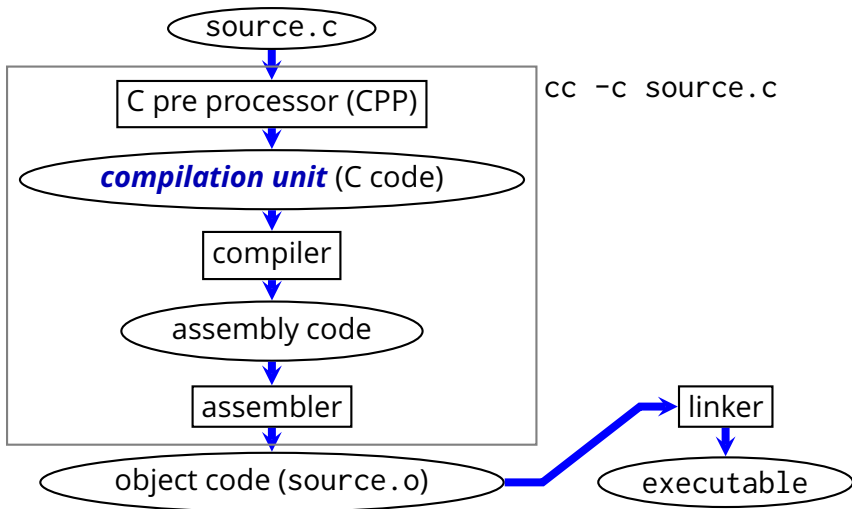 source.c
cc -c source.c
C pre processor (CPP)
compilation unit (C code)
compiler
assembly code
assembler
linker
object code (source.o)
executable